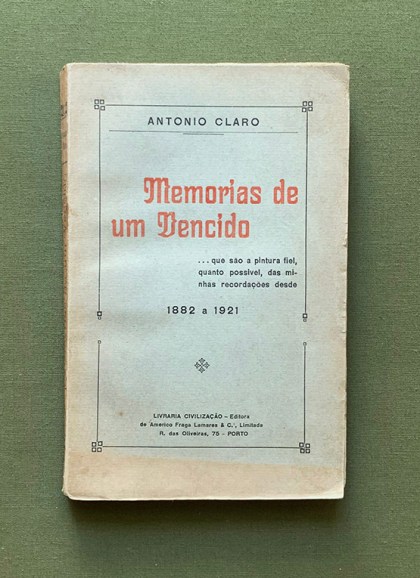 ANTONIO CLARO
Memorias de
um Vencido
...que são a pintura fiel,
quanto possivel, das mi-
nhas recordações desde
1882 a 1921
LIVRARIA CIVILIZAÇÃO - Editora
de Americo Fraga Lamares & C.ª, Limitada
R. das Oliveiras, 75 - PORTO